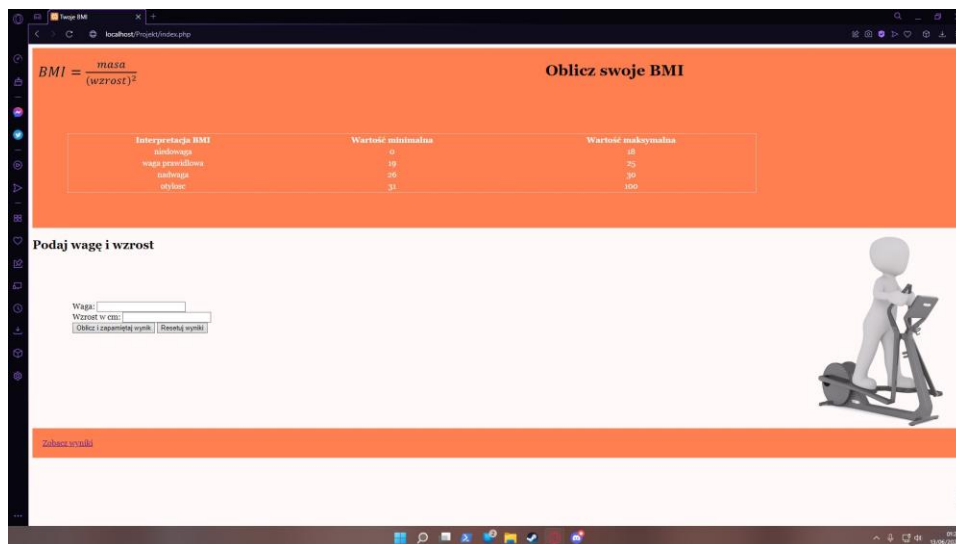 Twoje BMI
localhost/Projekt/index.php
BMI = masa
(wzrost)²
Oblicz swoje BMI
Interpretacja BMI Wartość minimalna Wartość maksymalna
niedowaga 0 18
waga prawidlowa 19 25
nadwaga 26 30
otylosc 31 100
Podaj wagę i wzrost
Waga:
Wzrost w cm:
Oblicz i zapamiętaj wynik Resetuj wyniki
Zobacz wyniki